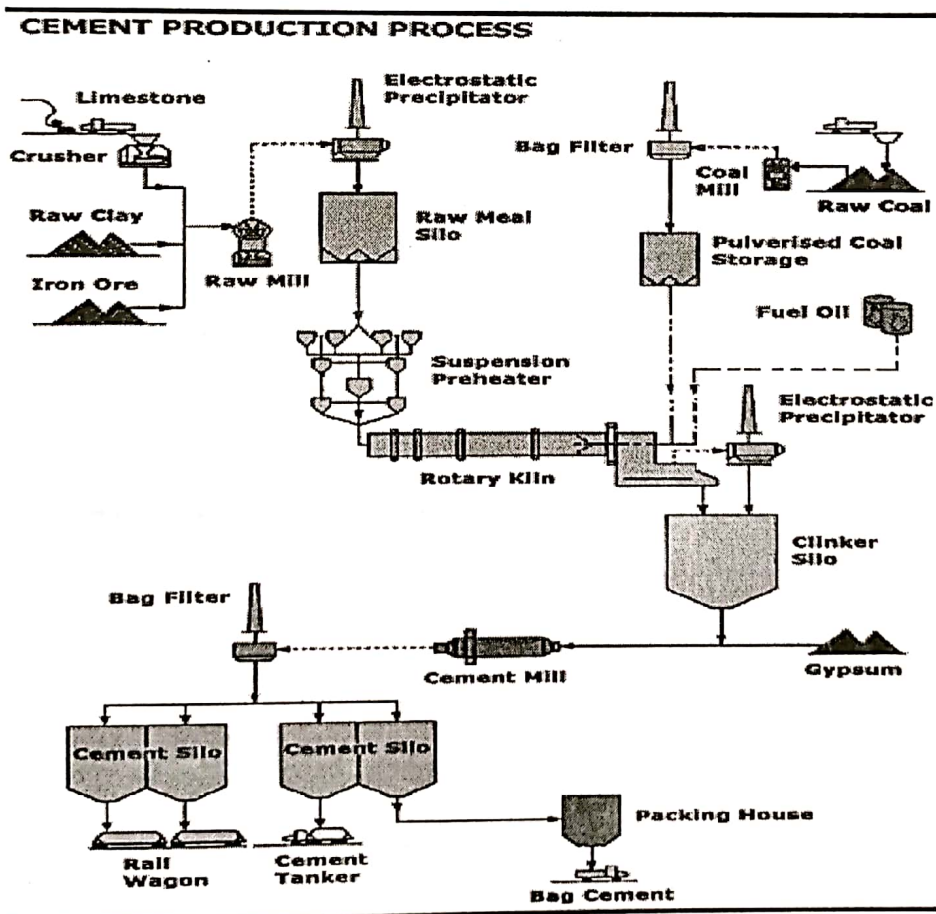 CEMENT PRODUCTION PROCESS
Limestone
Crusher
Raw Clay
Iron Ore
Raw Mill
Electrostatic
Precipitator
Raw Meal
Silo
Suspension
Preheater
Bag Filter
Coal
Mill
Raw Coal
Pulverised Coal
Storage
Fuel Oil
Electrostatic
Precipitator
Rotary Kiln
Clinker
Silo
Gypsum
Cement Mill
Bag Filter
Cement Silo
Cement Silo
Rail
Wagon
Cement
Tanker
Packing House
Bag Cement